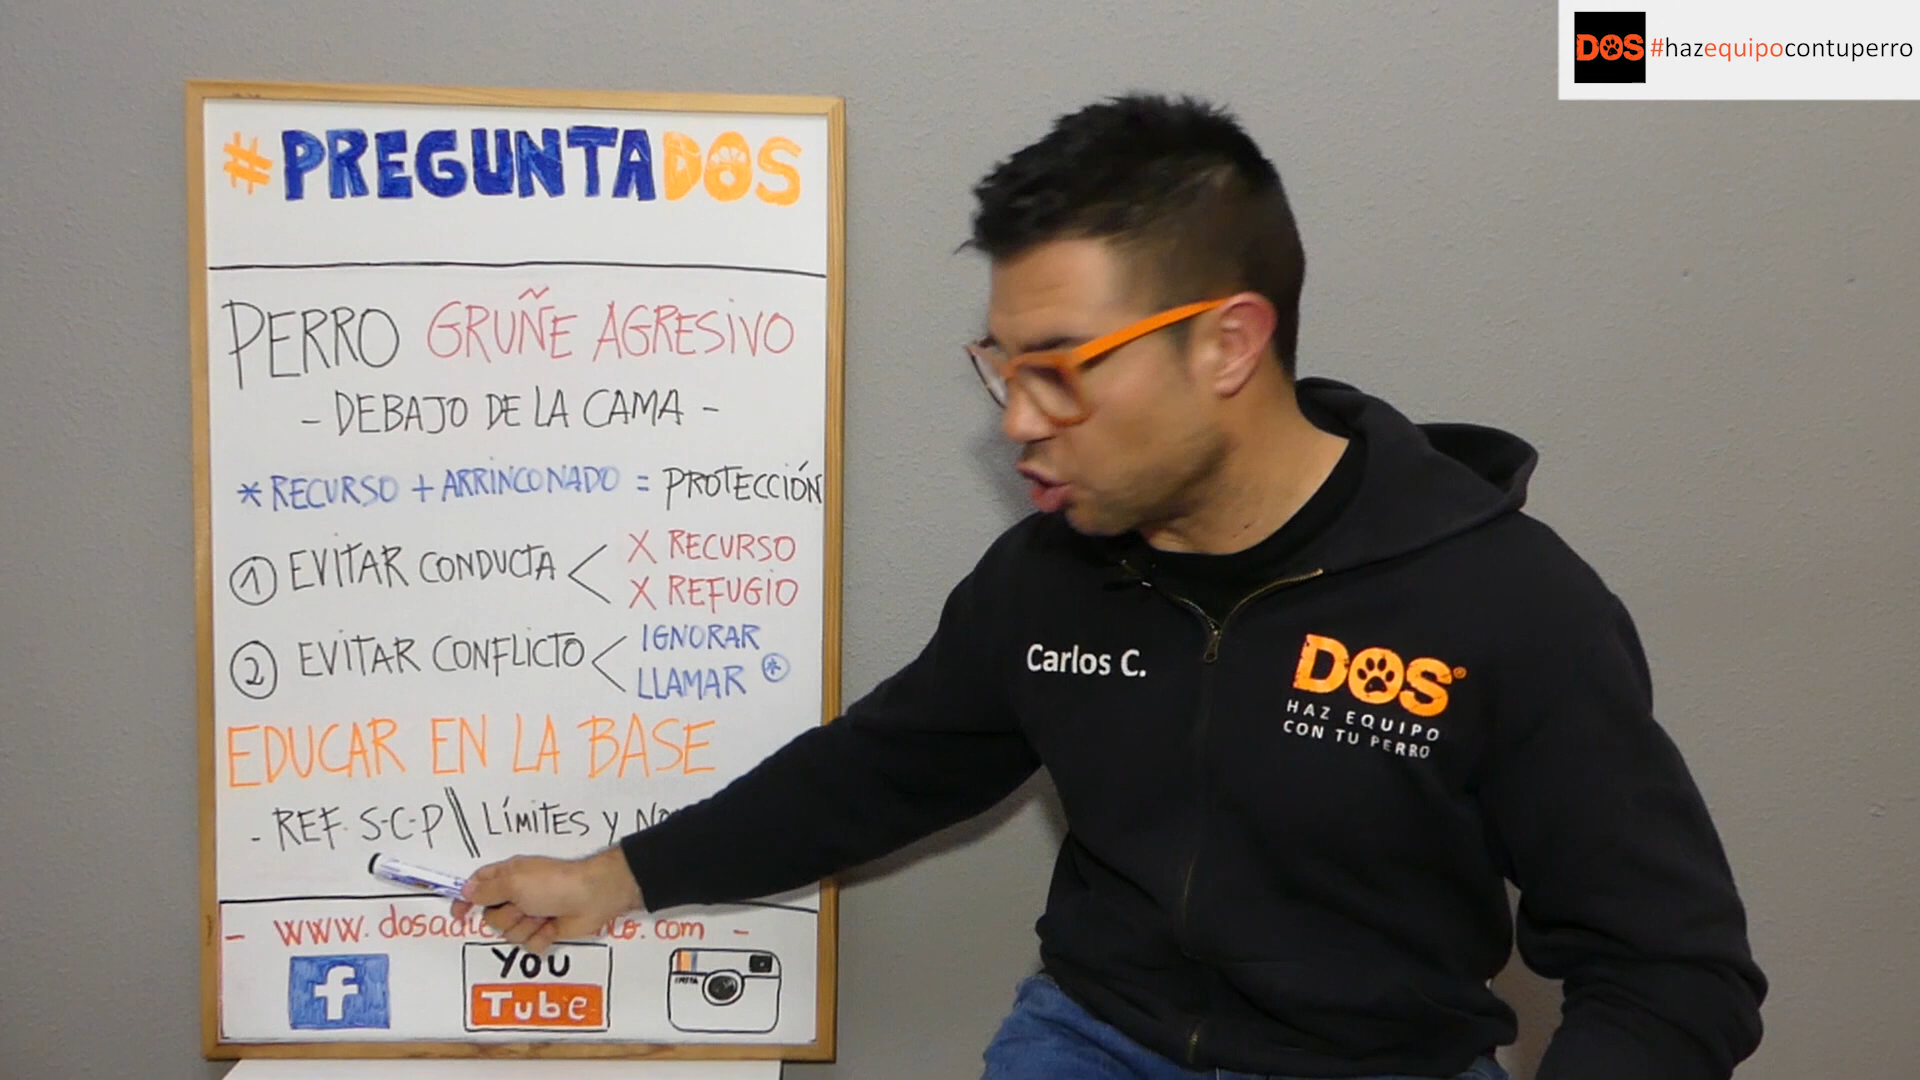 DOS #hazequipocontuperro
#PREGUNTADOS
PERRO GRUÑE AGRESIVO
- DEBAJO DE LA CAMA -
* RECURSO + ARRINCONADO = PROTECCIÓN
1 EVITAR CONDUCTA < X RECURSO
X REFUGIO
2 EVITAR CONFLICTO < IGNORAR
LLAMAR *
EDUCAR EN LA BASE
- REF. S-C-P \\ LÍMITES Y
- www.
.com -
f
YOU
Tube
INSTA
Carlos C.
DOS®
HAZ EQUIPO
CON TU PERRO